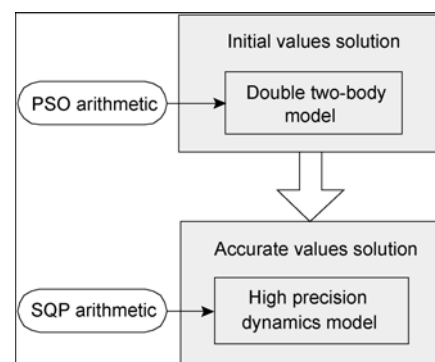 Initial values solution
PSO arithmetic
Double two-body
model
Accurate values solution
SQP arithmetic
High precision
dynamics model